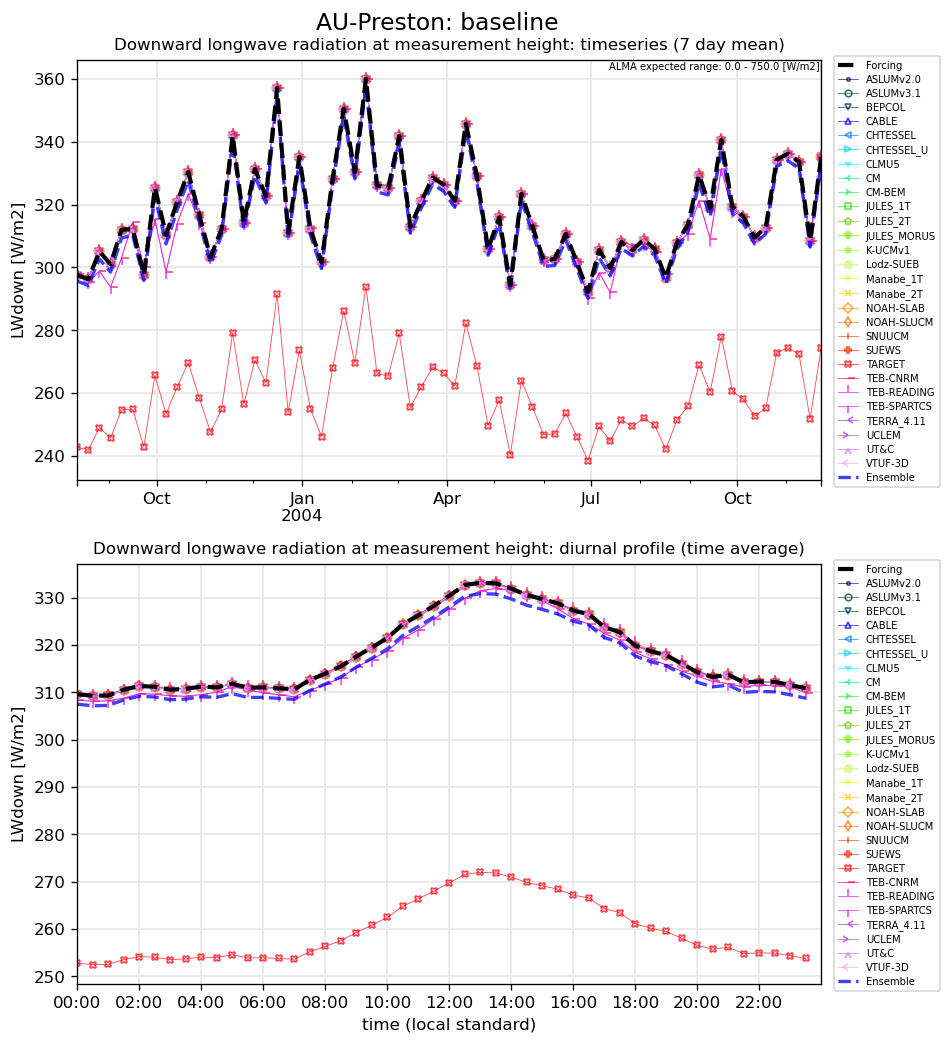 AU-Preston: baseline
Downward longwave radiation at measurement height: timeseries (7 day mean)
ALMA expected range: 0.0 - 750.0 [W/m2]
LWdown [W/m2]
360
340
320
300
280
260
240
Oct
Jan
2004
Apr
Jul
Oct
Forcing
ASLUMv2.0
ASLUMv3.1
BEPCOL
CABLE
CHTESSEL
CHTESSEL_U
CLMU5
CM
CM-BEM
JULES_1T
JULES_2T
JULES_MORUS
K-UCMv1
Lodz-SUEB
Manabe_1T
Manabe_2T
NOAH-SLAB
NOAH-SLUCM
SNUUCM
SUEWS
TARGET
TEB-CNRM
TEB-READING
TEB-SPARTCS
TERRA_4.11
UCLEM
UT&C
VTUF-3D
Ensemble
Downward longwave radiation at measurement height: diurnal profile (time average)
LWdown [W/m2]
330
320
310
300
290
280
270
260
250
00:00
02:00
04:00
06:00
08:00
10:00
12:00
14:00
16:00
18:00
20:00
22:00
time (local standard)
Forcing
ASLUMv2.0
ASLUMv3.1
BEPCOL
CABLE
CHTESSEL
CHTESSEL_U
CLMU5
CM
CM-BEM
JULES_1T
JULES_2T
JULES_MORUS
K-UCMv1
Lodz-SUEB
Manabe_1T
Manabe_2T
NOAH-SLAB
NOAH-SLUCM
SNUUCM
SUEWS
TARGET
TEB-CNRM
TEB-READING
TEB-SPARTCS
TERRA_4.11
UCLEM
UT&C
VTUF-3D
Ensemble